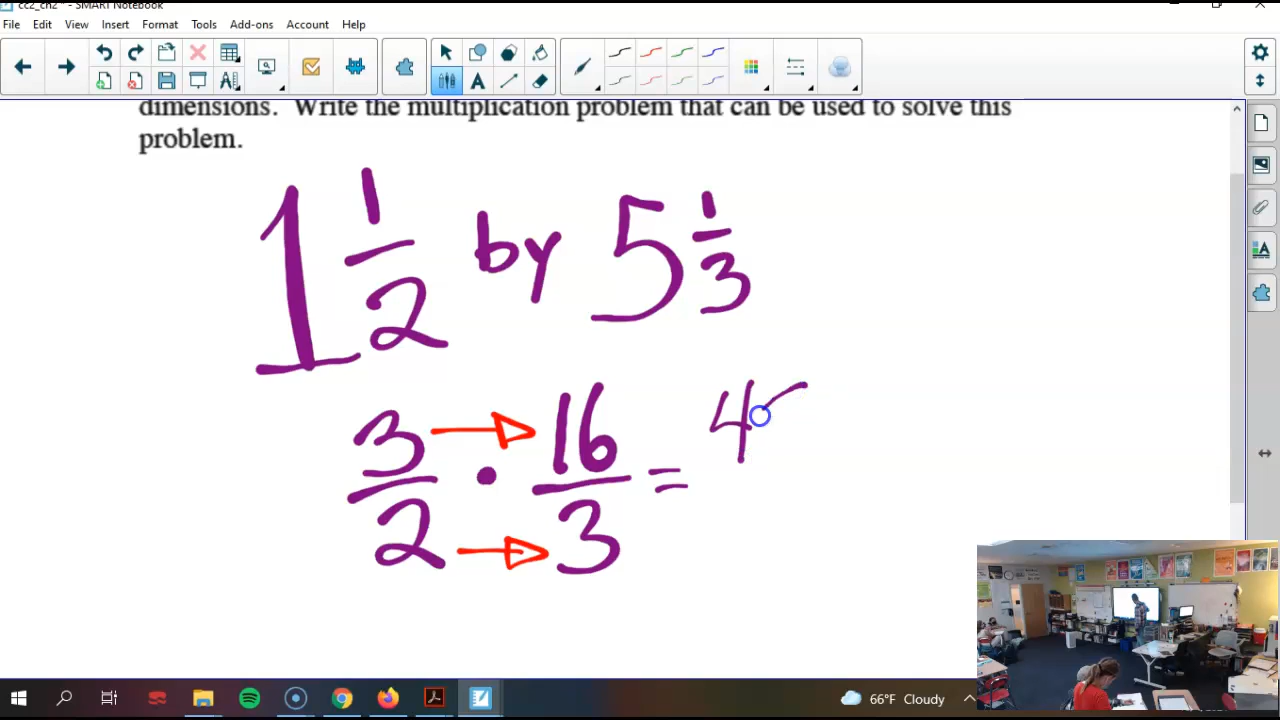 cc2_ch2 * - SMART Notebook
File Edit View Insert Format Tools Add-ons Account Help
dimensions. Write the multiplication problem that can be used to solve this
problem.
1 1/2 by 5 1/3
3/2 • 16/3 = 4
66°F Cloudy